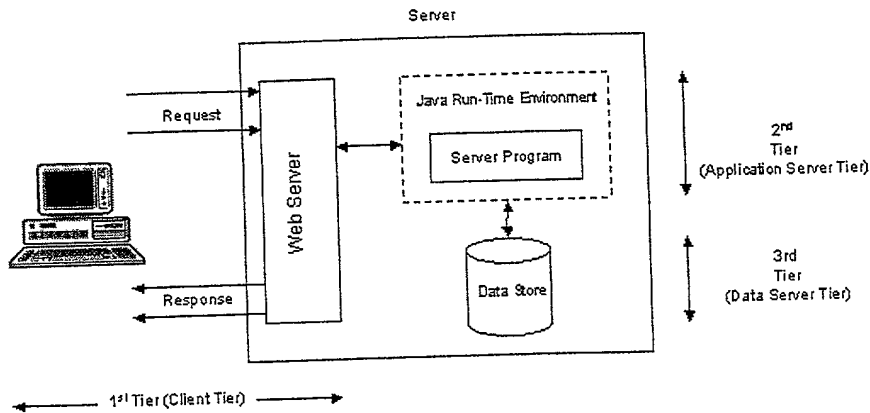 Server
Request
Web Server
Java Run-Time Environment
Server Program
2nd
Tier
(Application Server Tier)
Data Store
3rd
Tier
(Data Server Tier)
Response
1st Tier (Client Tier)